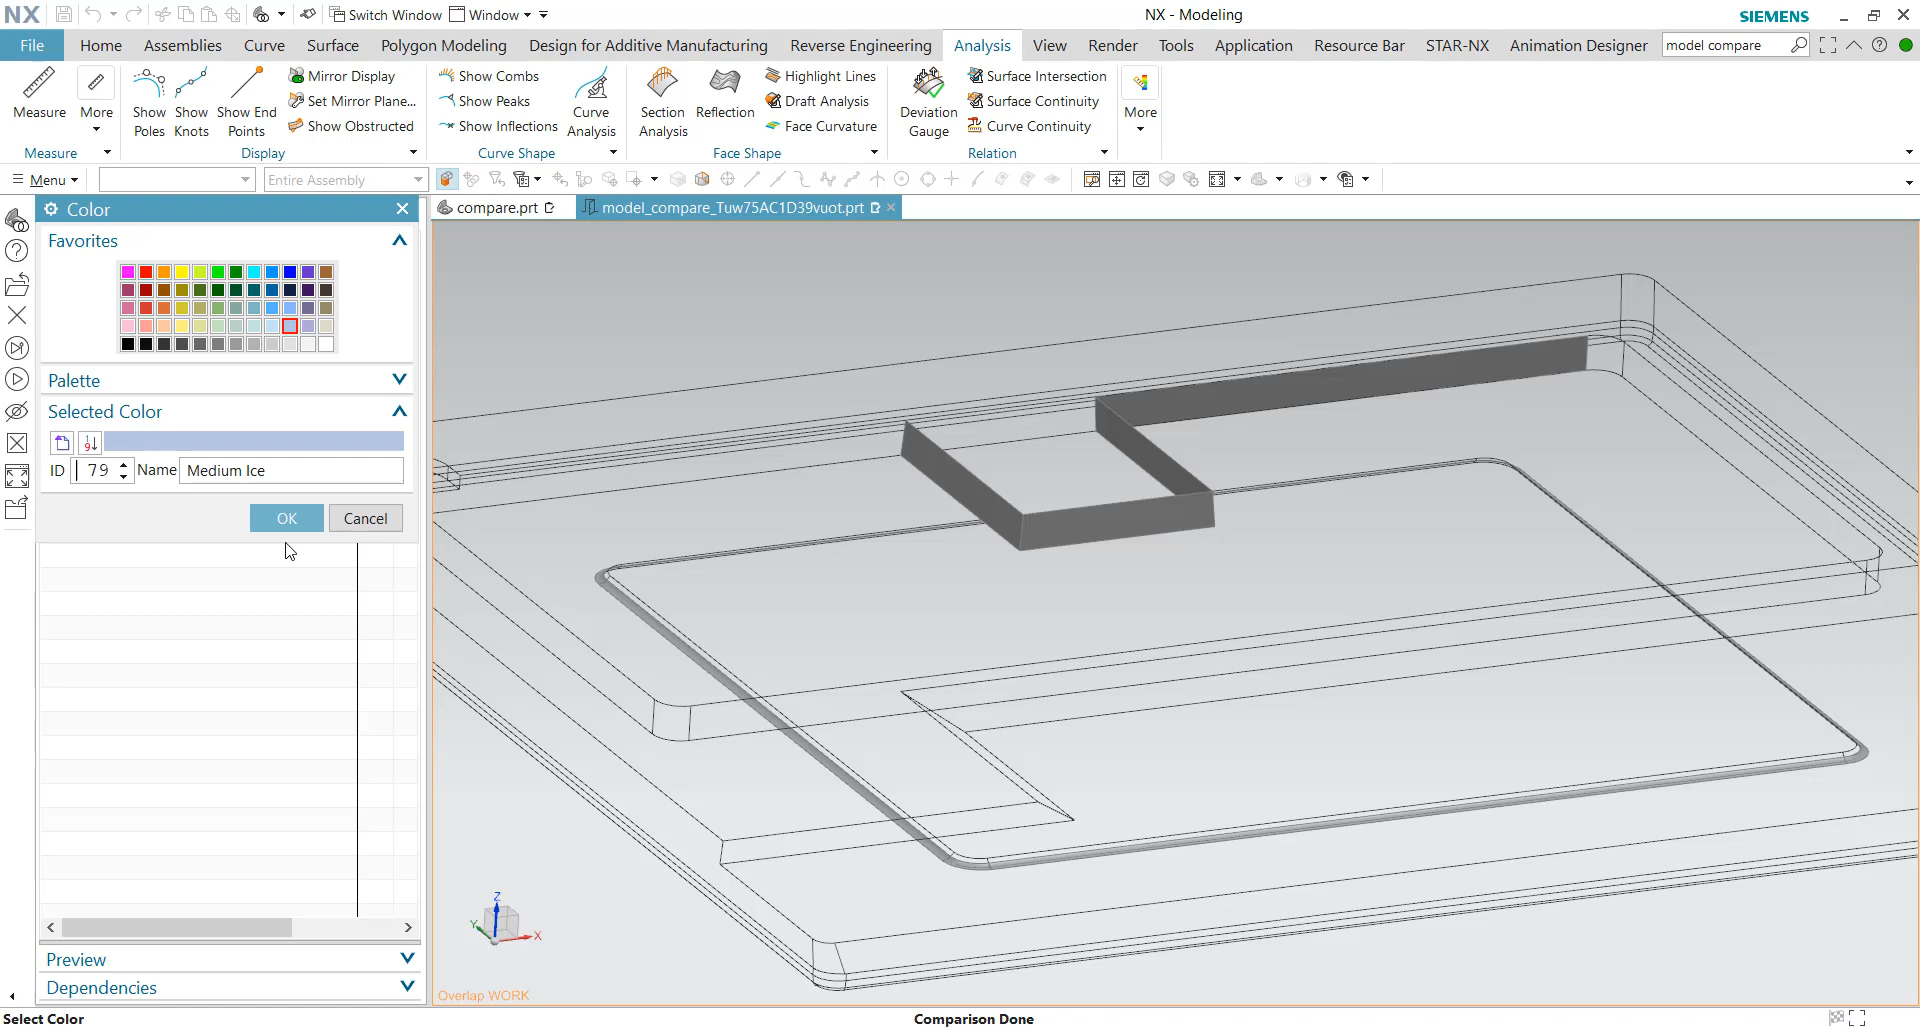 NX
Switch Window
Window
NX - Modeling
SIEMENS
File
Home
Assemblies
Curve
Surface
Polygon Modeling
Design for Additive Manufacturing
Reverse Engineering
Analysis
View
Render
Tools
Application
Resource Bar
STAR-NX
Animation Designer
model compare
Measure
More
Show Poles
Show Knots
Show End Points
Mirror Display
Set Mirror Plane...
Show Obstructed
Show Combs
Show Peaks
Show Inflections
Curve Analysis
Section Analysis
Reflection
Highlight Lines
Draft Analysis
Face Curvature
Deviation Gauge
Surface Intersection
Surface Continuity
Curve Continuity
More
Measure
Display
Curve Shape
Face Shape
Relation
Menu
Entire Assembly
Color
compare.prt
model_compare_Tuw75AC1D39vuot.prt
Favorites
Palette
Selected Color
ID
79
Name
Medium Ice
OK
Cancel
Preview
Dependencies
Z
Y
X
Overlap WORK
Select Color
Comparison Done